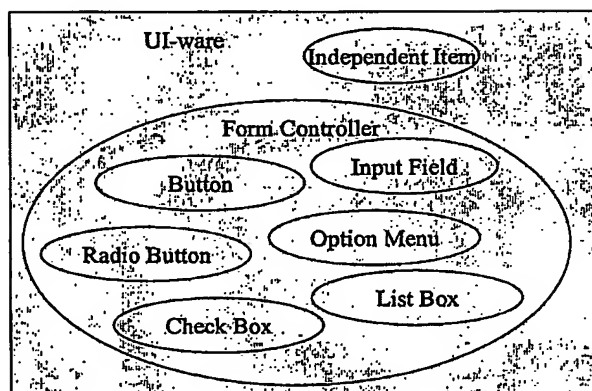 UI-ware
Independent Item
Form Controller
Input Field
Button
Option Menu
Radio Button
List Box
Check Box